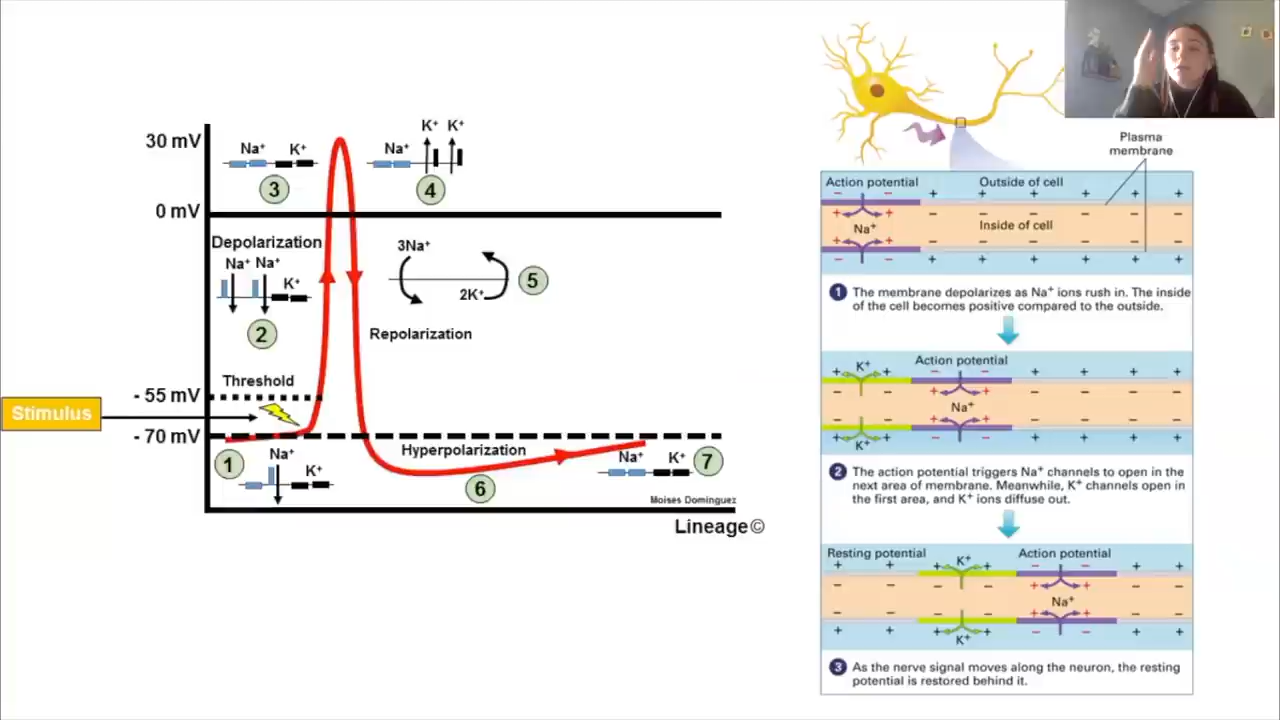 30 mV
Na⁺ K⁺
3
Na⁺ K⁺ K⁺
4
0 mV
Depolarization
Na⁺ Na⁺ K⁺
2
3Na⁺
2K⁺
5
Repolarization
Threshold
- 55 mV
Stimulus
- 70 mV
1
Na⁺ K⁺
Hyperpolarization
6
Na⁺ K⁺
7
Moises Dominguez
Lineage©
Plasma
membrane
Action potential
Outside of cell
- - + + + + + +
+ + - - - - - -
Na⁺
Inside of cell
+ + - - - - - -
- - + + + + + +
1 The membrane depolarizes as Na⁺ ions rush in. The inside
of the cell becomes positive compared to the outside.
Action potential
+ K⁺ + - - + + + +
- - + + - - - -
Na⁺
- - + + - - - -
+ K⁺ + - - + + + +
2 The action potential triggers Na⁺ channels to open in the
next area of membrane. Meanwhile, K⁺ channels open in
the first area, and K⁺ ions diffuse out.
Resting potential
Action potential
+ + + K⁺ + - - + +
- - - - + + - -
Na⁺
- - - - + + - -
+ + + K⁺ + - - + +
3 As the nerve signal moves along the neuron, the resting
potential is restored behind it.